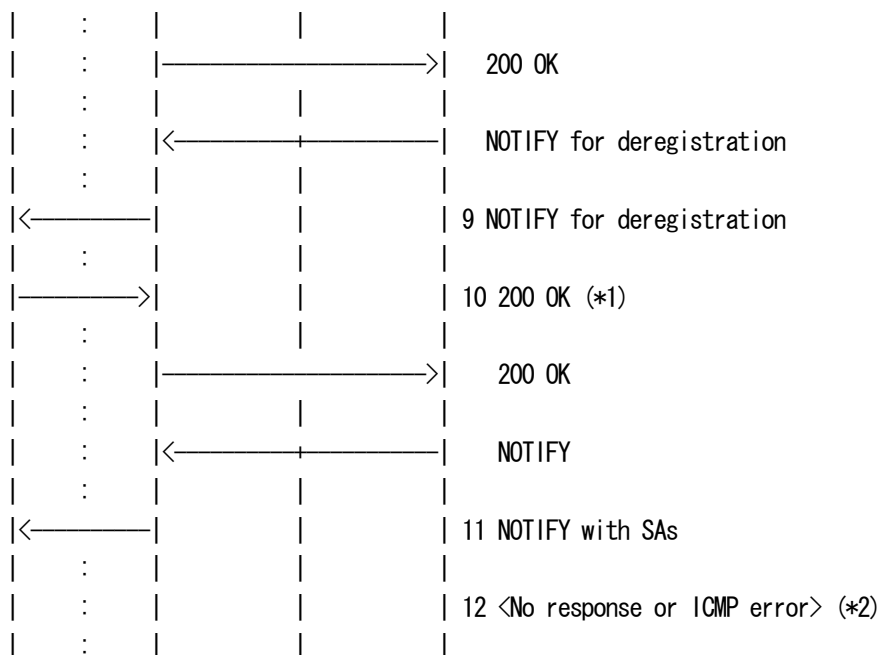 200 OK
NOTIFY for deregistration
9 NOTIFY for deregistration
10 200 OK (*1)
200 OK
NOTIFY
11 NOTIFY with SAs
12 <No response or ICMP error> (*2)